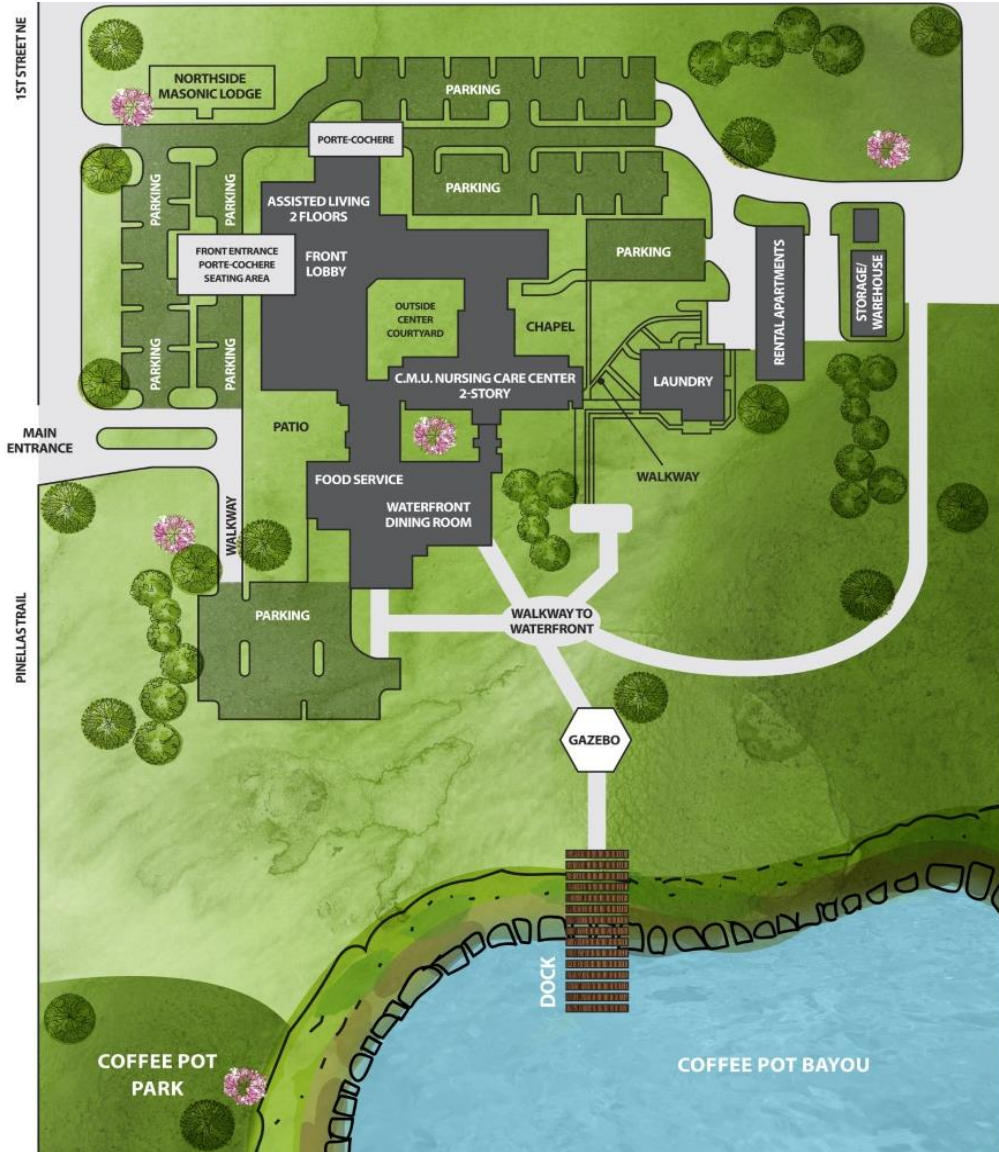 1ST STREET NE
NORTHSIDE
MASONIC LODGE
PARKING
PORTE-COCHERE
PARKING
PARKING
PARKING
ASSISTED LIVING
2 FLOORS
FRONT ENTRANCE
PORTE-COCHERE
SEATING AREA
FRONT
LOBBY
PARKING
OUTSIDE
CENTER
COURTYARD
CHAPEL
RENTAL APARTMENTS
STORAGE/
WAREHOUSE
PARKING
PARKING
C.M.U. NURSING CARE CENTER
2-STORY
LAUNDRY
MAIN
ENTRANCE
PATIO
FOOD SERVICE
WALKWAY
WATERFRONT
DINING ROOM
WALKWAY
PINELLAS TRAIL
PARKING
WALKWAY TO
WATERFRONT
GAZEBO
DOCK
COFFEE POT
PARK
COFFEE POT BAYOU